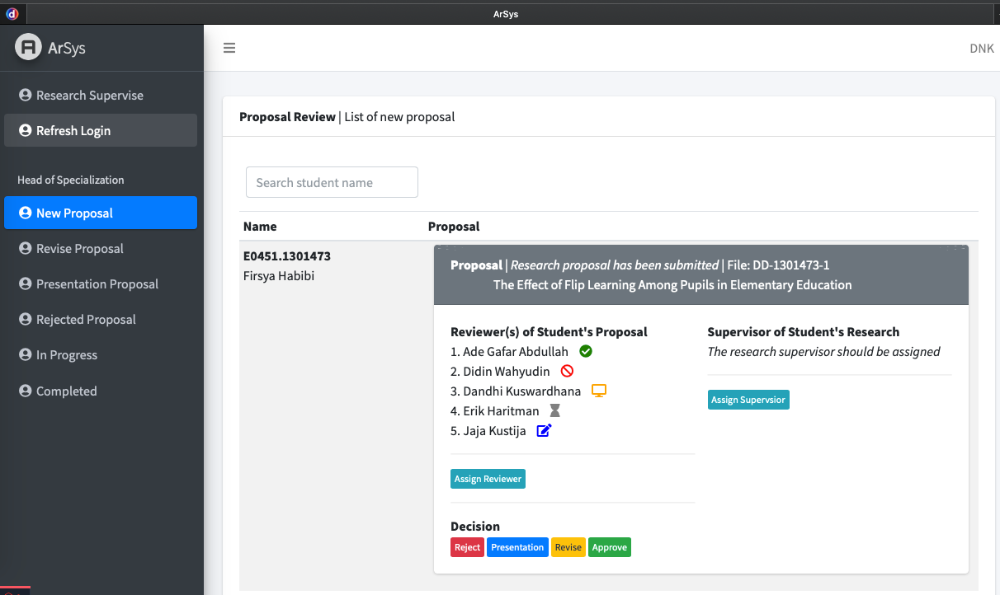 ArSys
ArSys
DNK
Research Supervise
Refresh Login
Head of Specialization
New Proposal
Revise Proposal
Presentation Proposal
Rejected Proposal
In Progress
Completed
Proposal Review | List of new proposal
Search student name
Name Proposal
E0451.1301473
Firsya Habibi
Proposal | Research proposal has been submitted | File: DD-1301473-1
The Effect of Flip Learning Among Pupils in Elementary Education
Reviewer(s) of Student's Proposal
1. Ade Gafar Abdullah
2. Didin Wahyudin
3. Dandhi Kuswardhana
4. Erik Haritman
5. Jaja Kustija
Assign Reviewer
Decision
Reject Presentation Revise Approve
Supervisor of Student's Research
The research supervisor should be assigned
Assign Supervsior